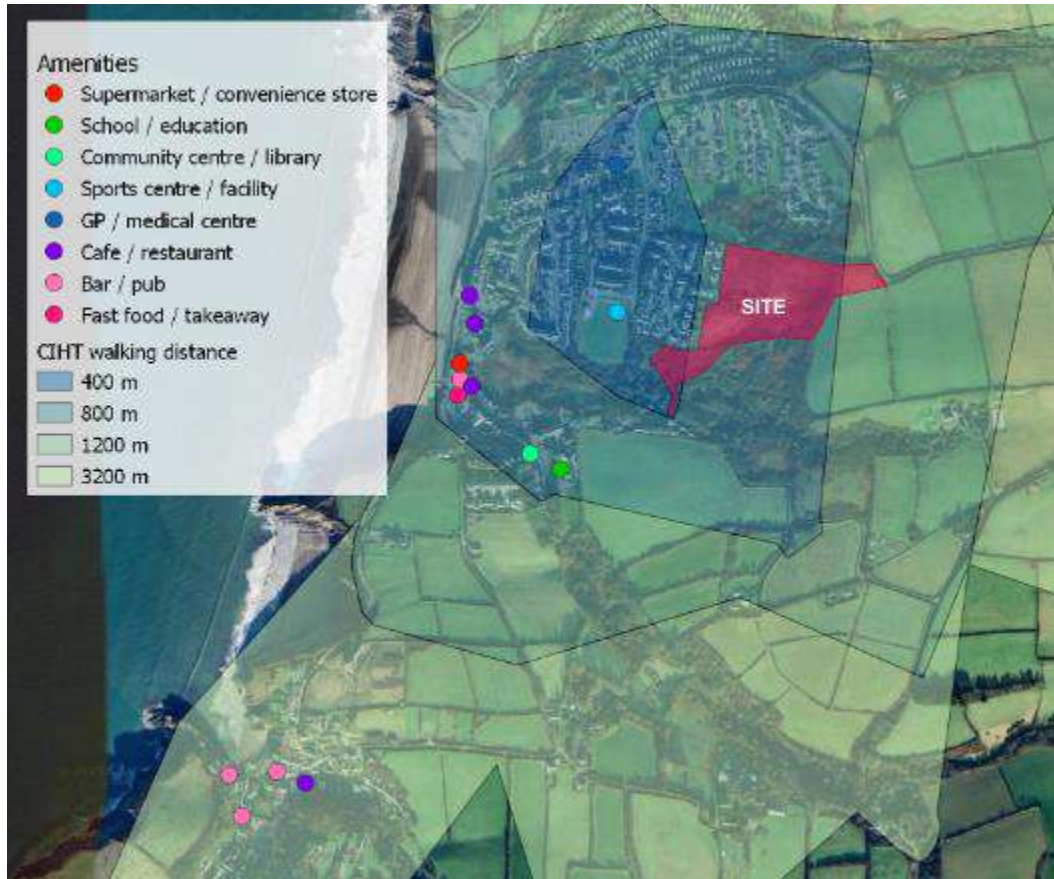 Amenities
Supermarket / convenience store
School / education
Community centre / library
Sports centre / facility
GP / medical centre
Cafe / restaurant
Bar / pub
Fast food / takeaway
CIHT walking distance
400 m
800 m
1200 m
3200 m
SITE